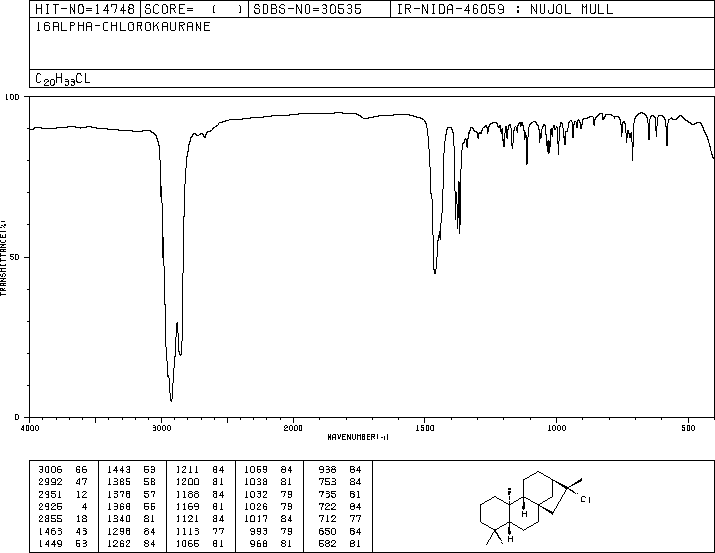 HIT-NO=14748 SCORE= ( ) SDBS-NO=30535 IR-NIDA-46059 : NUJOL MULL
16ALPHA-CHLOROKAURANE
C20H33CL
100
50
0
TRANSMITTANCE(%)
4000 3000 2000 1500 1000 500
WAVENUMBER(-1)
3006 66 1443 53 1211 84 1059 84 938 84
2992 47 1385 58 1200 81 1038 81 753 84
2951 12 1378 57 1188 84 1032 79 735 81
2925 4 1368 55 1169 81 1026 79 722 84
2855 18 1340 81 1121 84 1017 84 712 77
1463 43 1298 84 1113 77 993 79 650 84
1449 53 1262 84 1065 81 968 81 582 81
Cl
H
H